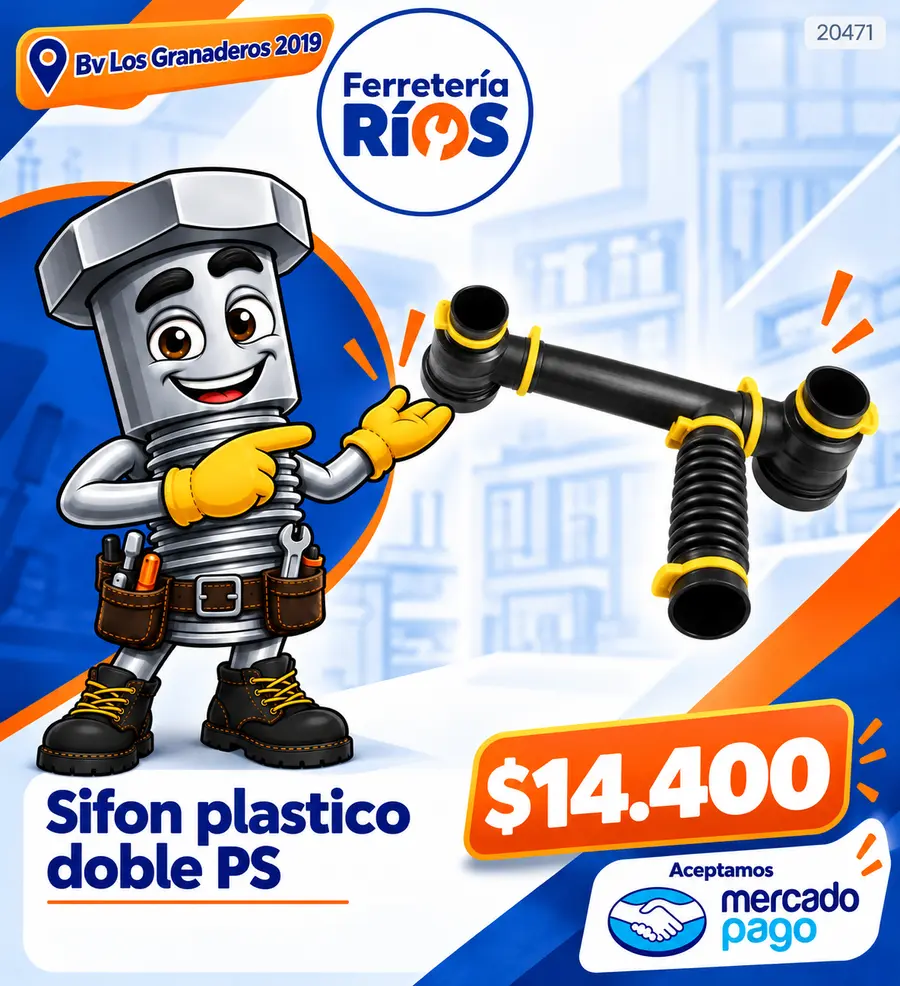 Bv Los Granaderos 2019
Ferretería
RÍOS
20471
Sifon plastico
doble PS
$14.400
Aceptamos
mercado
pago